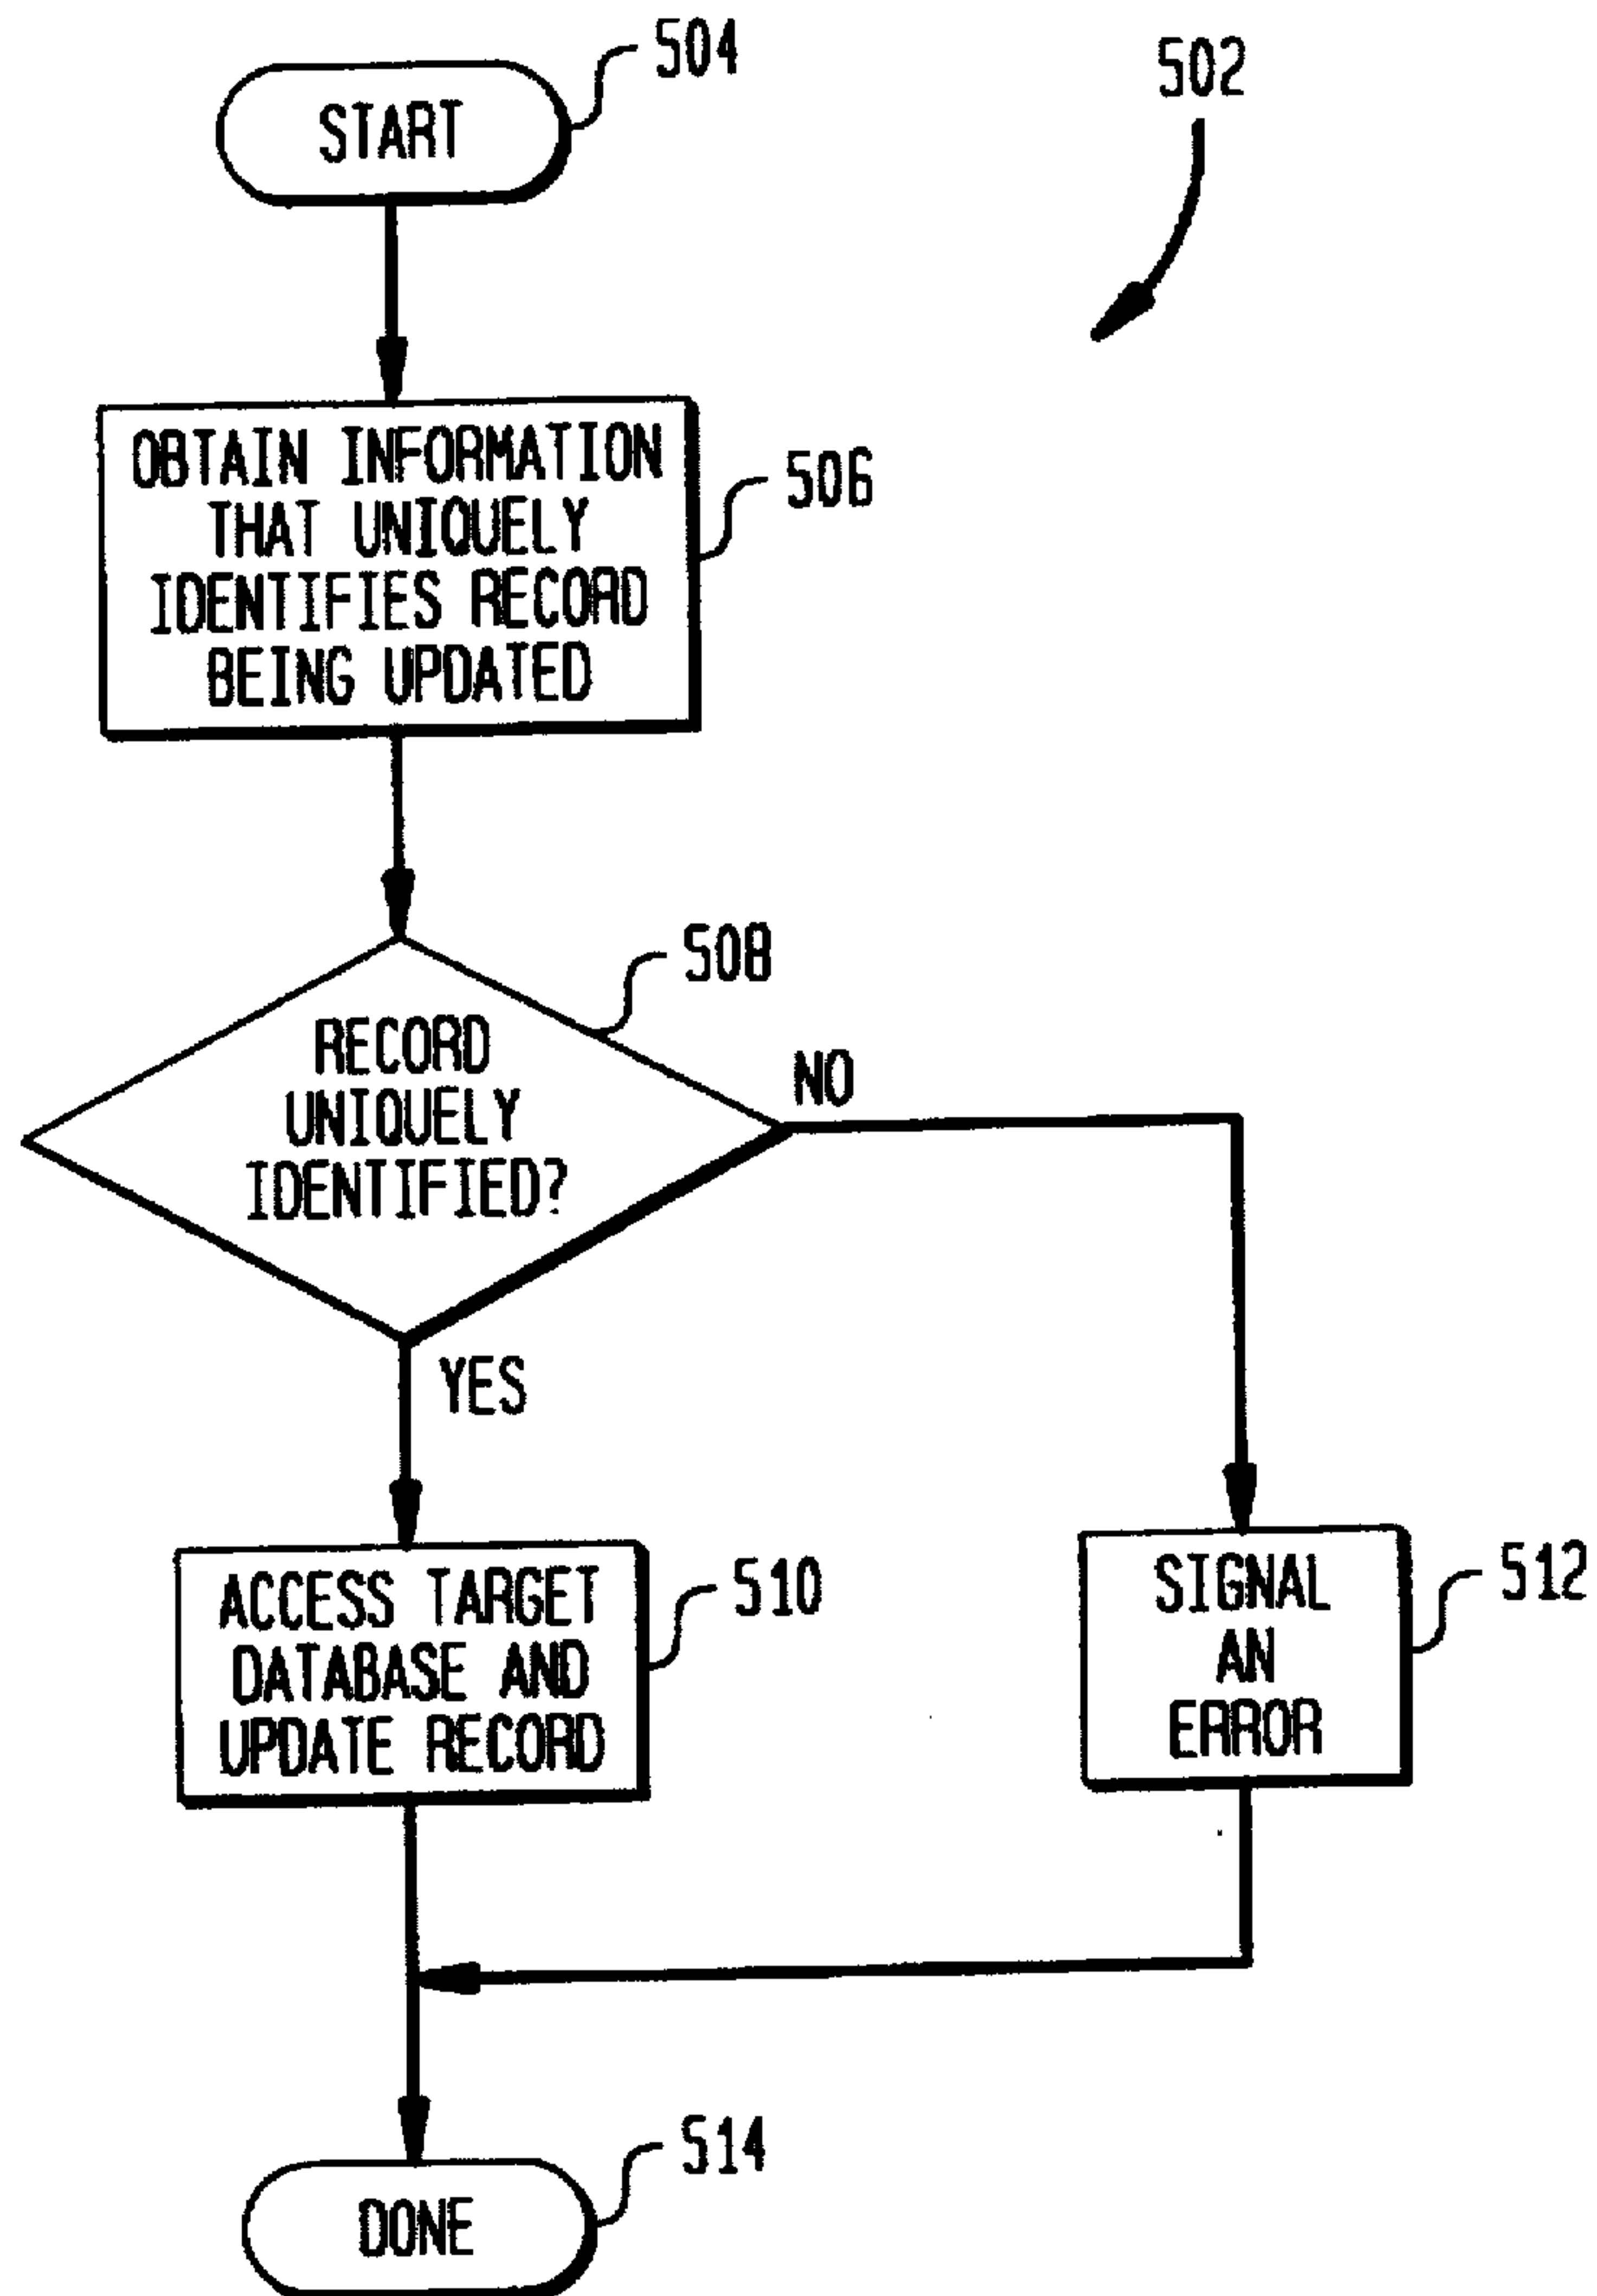 504
502
START
OBTAIN INFORMATION
THAT UNIQUELY
IDENTIFIES RECORD
BEING UPDATED
506
508
RECORD
UNIQUELY
IDENTIFIED?
NO
YES
ACCESS TARGET
DATABASE AND
UPDATE RECORD
510
SIGNAL
AN
ERROR
512
514
DONE